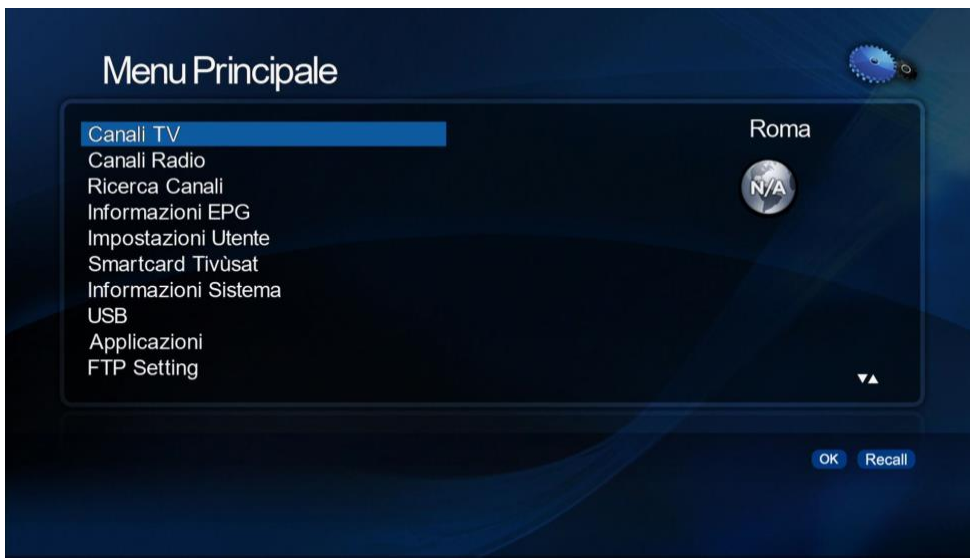 Menu Principale
Canali TV
Roma
Canali Radio
N/A
Ricerca Canali
Informazioni EPG
Impostazioni Utente
Smartcard Tivùsat
Informazioni Sistema
USB
Applicazioni
FTP Setting
OK Recall